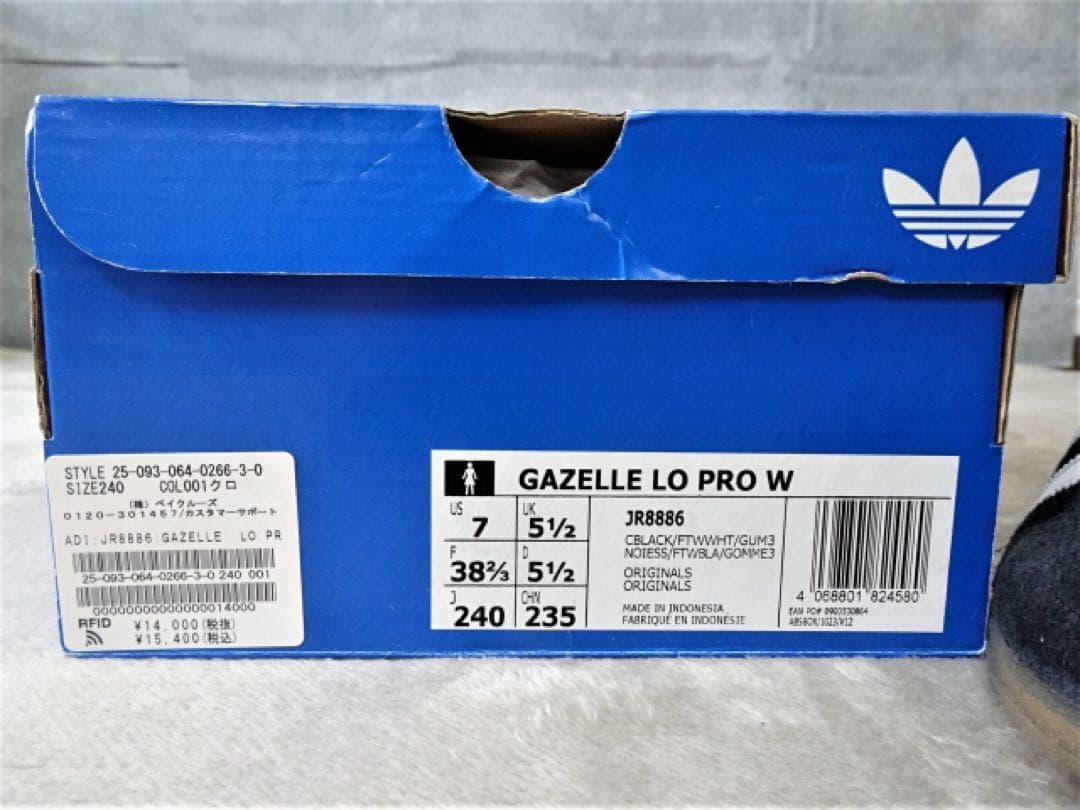 STYLE 25-093-064-0266-3-0
SIZE240 COL001クロ
(株) ベイクルーズ
0120-301457/カスタマーサポート
ADI:JR8886:GAZELLE LO PR
25-093-064-0266-3-0 240 001
00000000000000014000
RFID
¥14,000(税抜)
¥15,400(税込)
GAZELLE LO PRO W
US 7
UK 5½
F 38⅔
D 5½
J 240
CHN 235
JR8886
CBLACK/FTWWHT/GUM3
NOIESS/FTWBLA/GOMME3
ORIGINALS
ORIGINALS
MADE IN INDONESIA
FABRIQUÉ EN INDONÉSIE
4 068801 824580
EAN PO# 0900530864